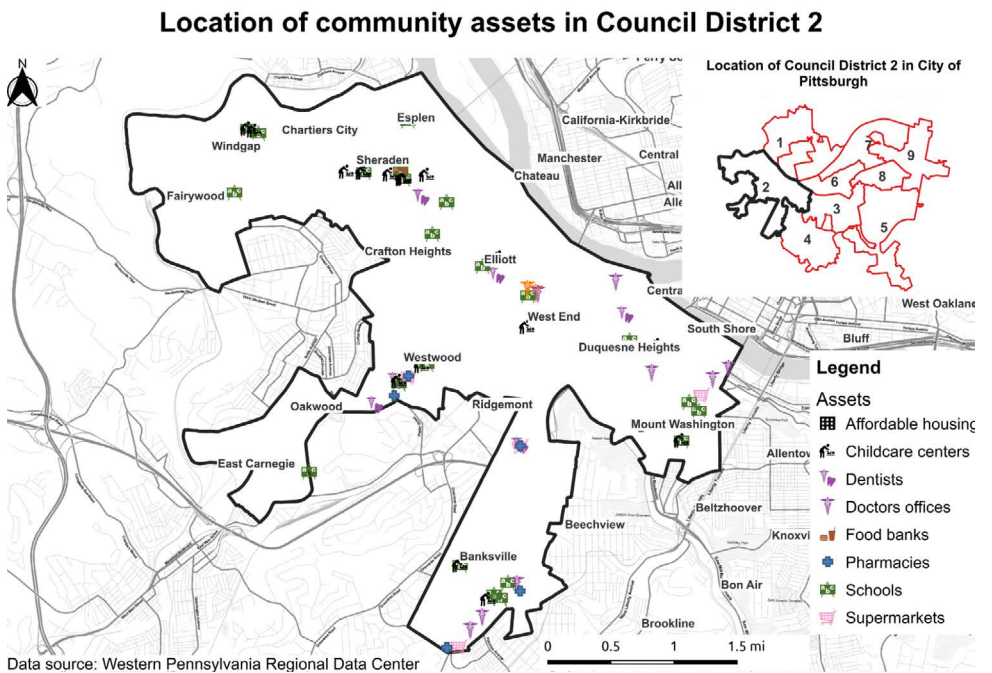 Location of community assets in Council District 2
N
Location of Council District 2 in City of
Pittsburgh
Esplen
Chartiers City
California-Kirkbride
Windgap
Sheraden
Manchester
Central
Chateau
Fairywood
Crafton Heights
Elliott
Centra
West End
South Shore
Duquesne Heights
Westwood
Oakwood
Ridgemont
Mount Washington
East Carnegie
Beechview
Banksville
Brookline
Bon Air
Beltzhoover
Knoxvi
Allentov
Bluff
West Oakland
1
7
9
2
6
8
3
4
5
Legend
Assets
Affordable housing
Childcare centers
Dentists
Doctors offices
Food banks
Pharmacies
Schools
Supermarkets
0 0.5 1 1.5 mi
Data source: Western Pennsylvania Regional Data Center